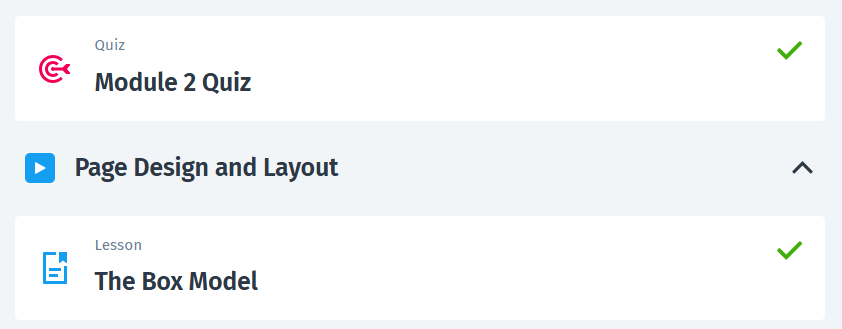 Quiz
Module 2 Quiz
Page Design and Layout
Lesson
The Box Model